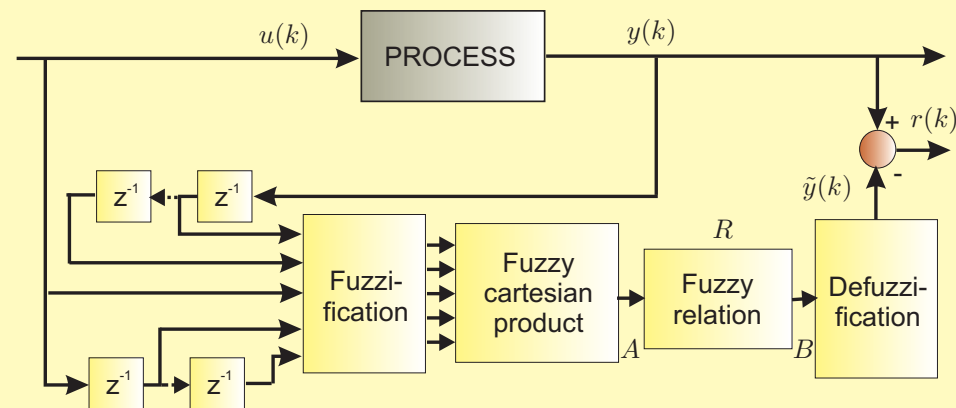 u(k)
PROCESS
y(k)
+
r(k)
-
z⁻¹
z⁻¹
ỹ(k)
Fuzzi-
fication
Fuzzy
cartesian
product
A
R
Fuzzy
relation
B
Defuzzi-
fication
z⁻¹
z⁻¹